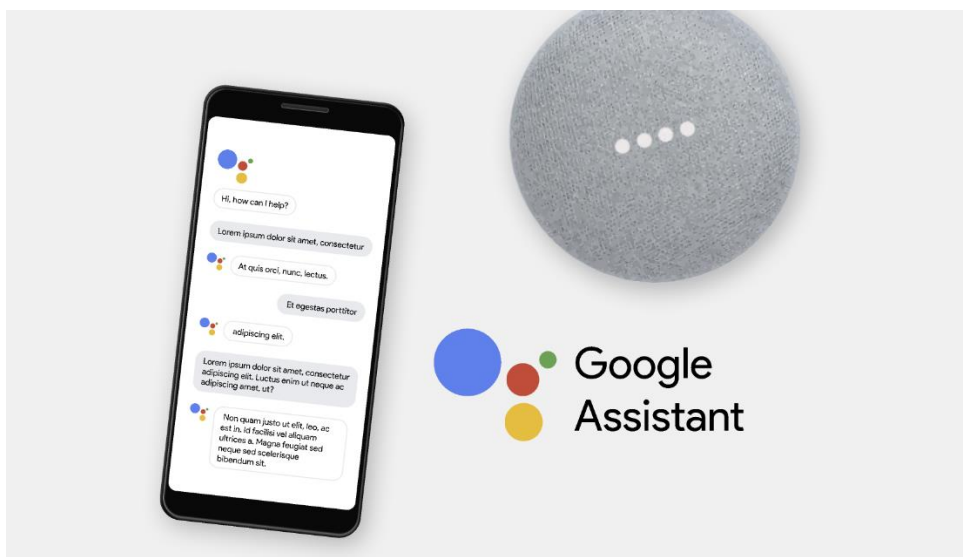 Hi, how can I help?
Lorem ipsum dolor sit amet, consectetur
At quis orci, nunc, lectus.
Et egestas porttitor
adipiscing elit,
Lorem ipsum dolor sit amet, consectetur
adipiscing elit. Luctus enim ut neque ac
adipiscing amet, ut?
Non quam justo ut elit, leo, ac
est in, id facilisi vel aliquam
ultrices a. Magna feugiat sed
neque sed scelerisque
bibendum sit.
Google
Assistant